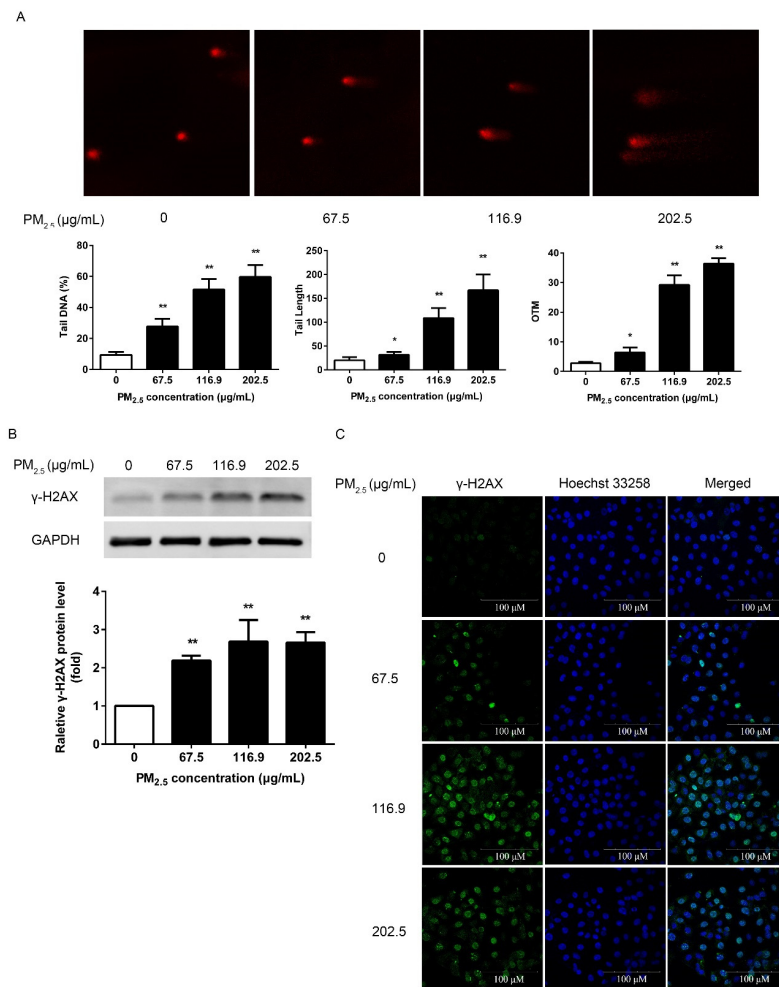 A
PM2.5 (µg/mL) 0 67.5 116.9 202.5
Tail DNA (%)
80
60
40
20
0
**
**
**
0 67.5 116.9 202.5
PM2.5 concentration (µg/mL)
Tail Length
250
200
150
100
50
0
*
**
**
0 67.5 116.9 202.5
PM2.5 concentration (µg/mL)
OTM
40
30
20
10
0
*
**
**
0 67.5 116.9 202.5
PM2.5 concentration (µg/mL)
B
PM2.5 (µg/mL) 0 67.5 116.9 202.5
γ-H2AX
GAPDH
Raletive γ-H2AX protein level
(fold)
4
3
2
1
0
**
**
**
0 67.5 116.9 202.5
PM2.5 concentration (µg/mL)
C
PM2.5 (µg/mL) γ-H2AX Hoechst 33258 Merged
0
100 µM 100 µM 100 µM
67.5
100 µM 100 µM 100 µM
116.9
100 µM 100 µM 100 µM
202.5
100 µM 100 µM 100 µM